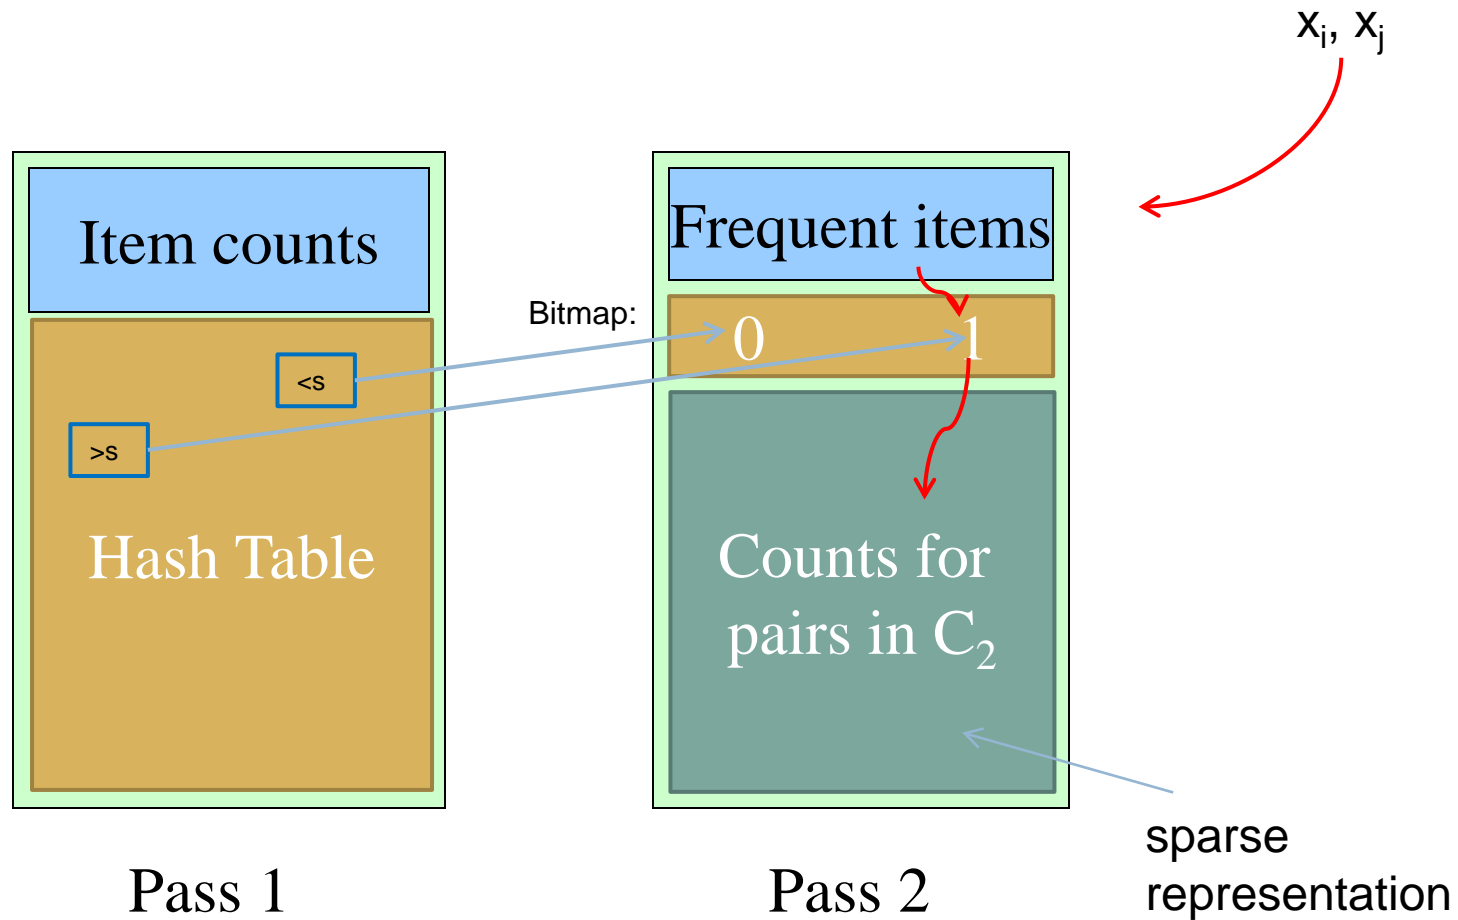 xi, xj
Item counts
Frequent items
Bitmap:
0 1
<s
>s
Hash Table
Counts for
pairs in C2
sparse
representation
Pass 1
Pass 2